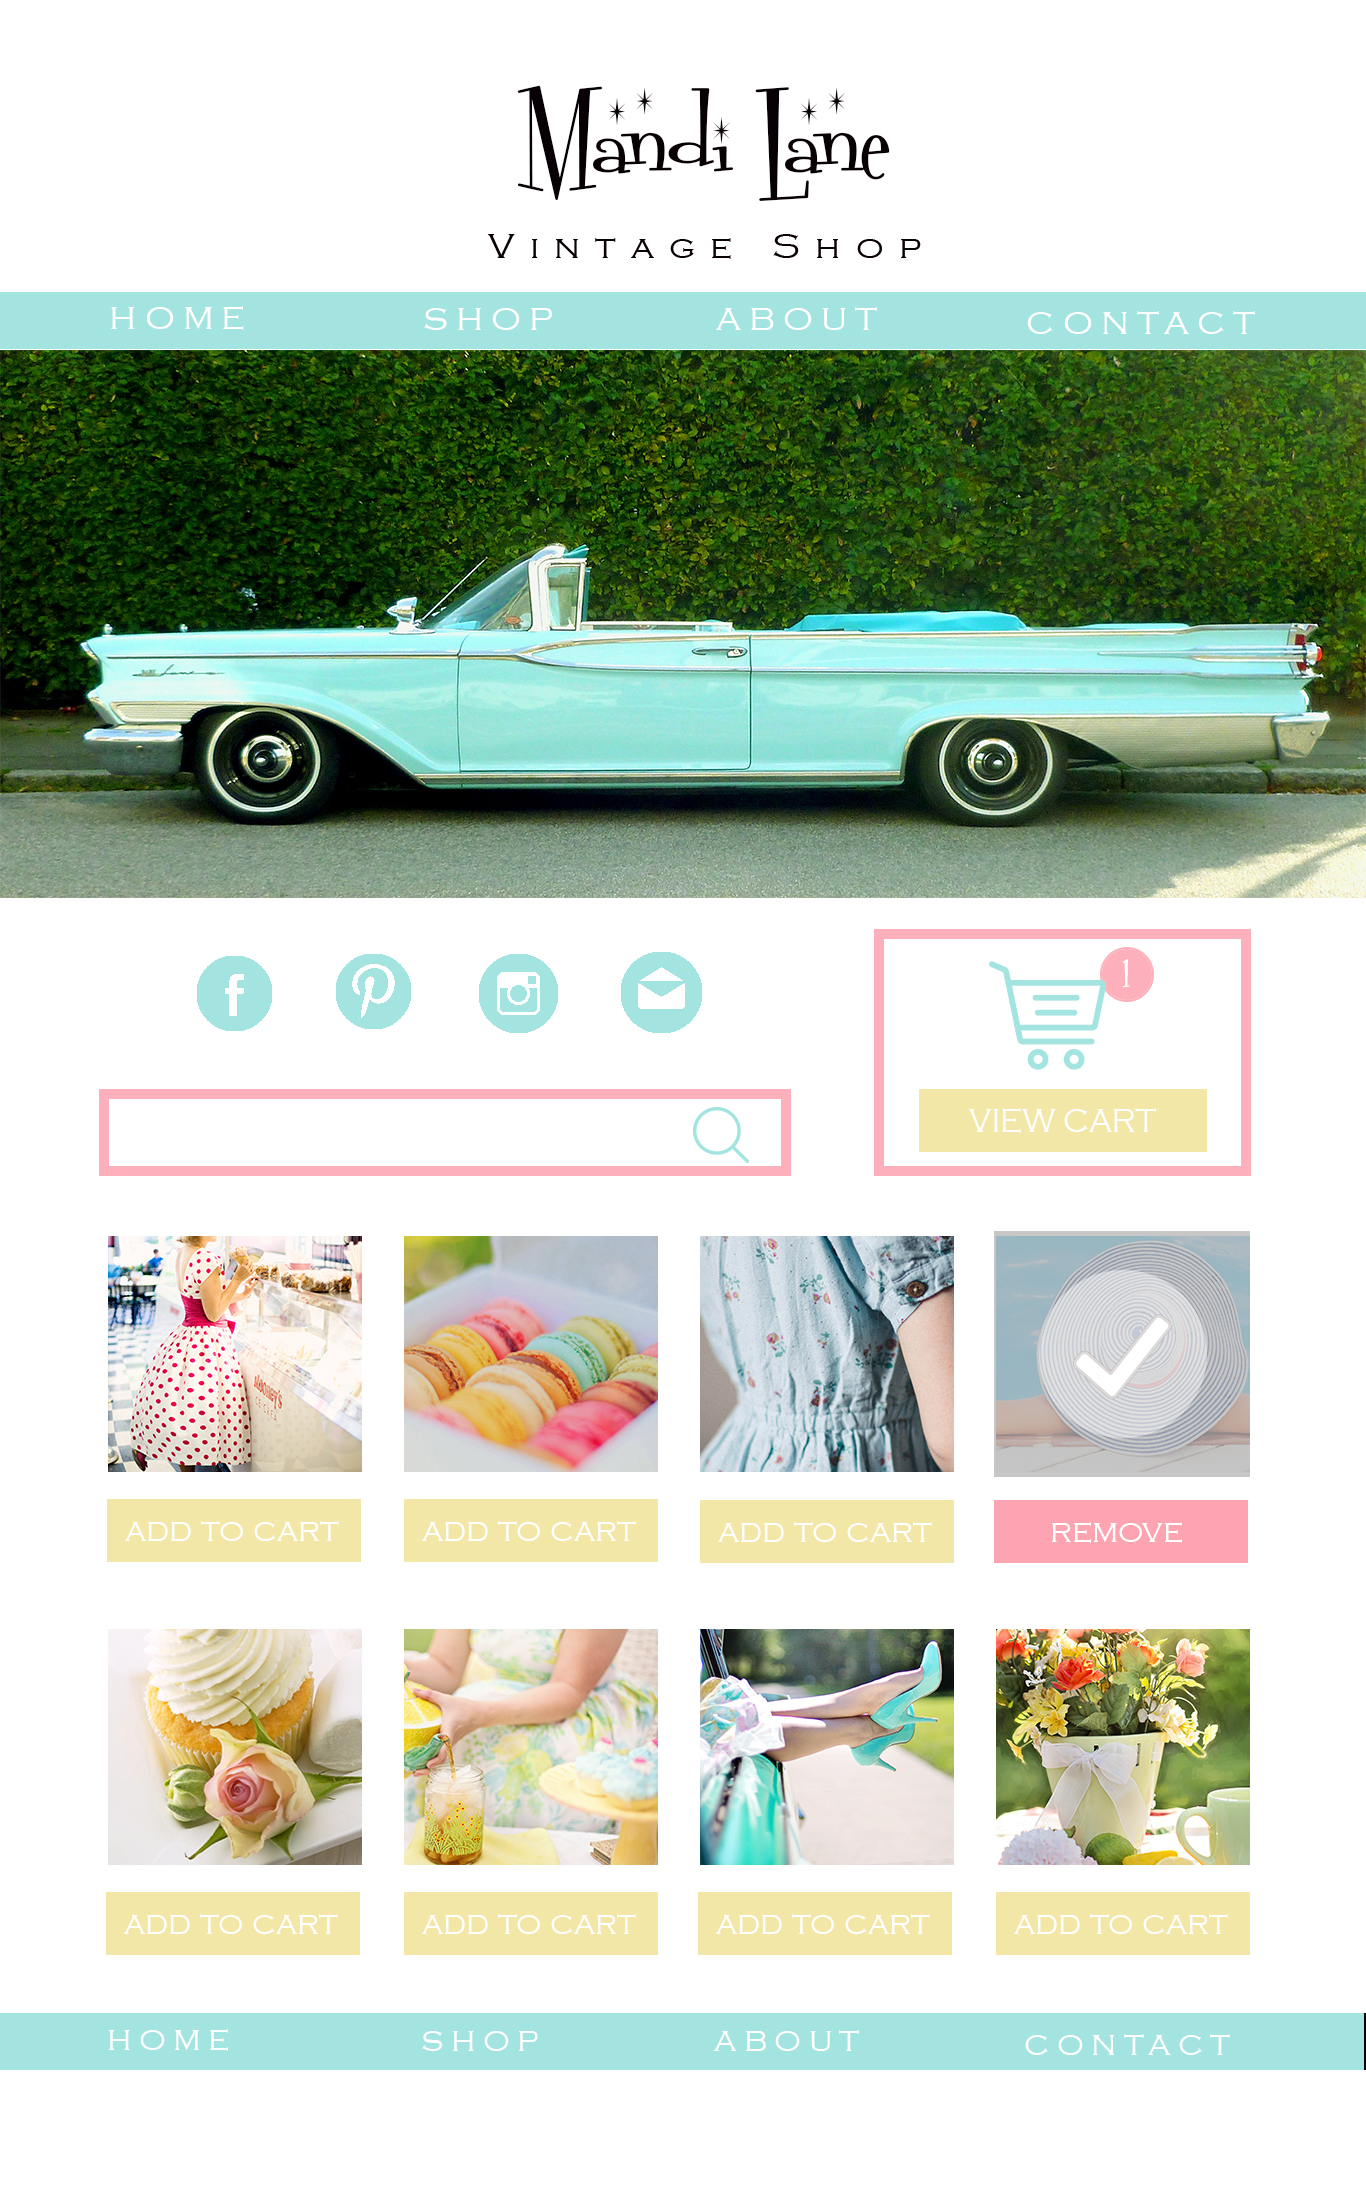 Mandi Lane
VINTAGE SHOP
HOME SHOP ABOUT CONTACT
1
VIEW CART
ADD TO CART ADD TO CART ADD TO CART REMOVE
ADD TO CART ADD TO CART ADD TO CART ADD TO CART
HOME SHOP ABOUT CONTACT